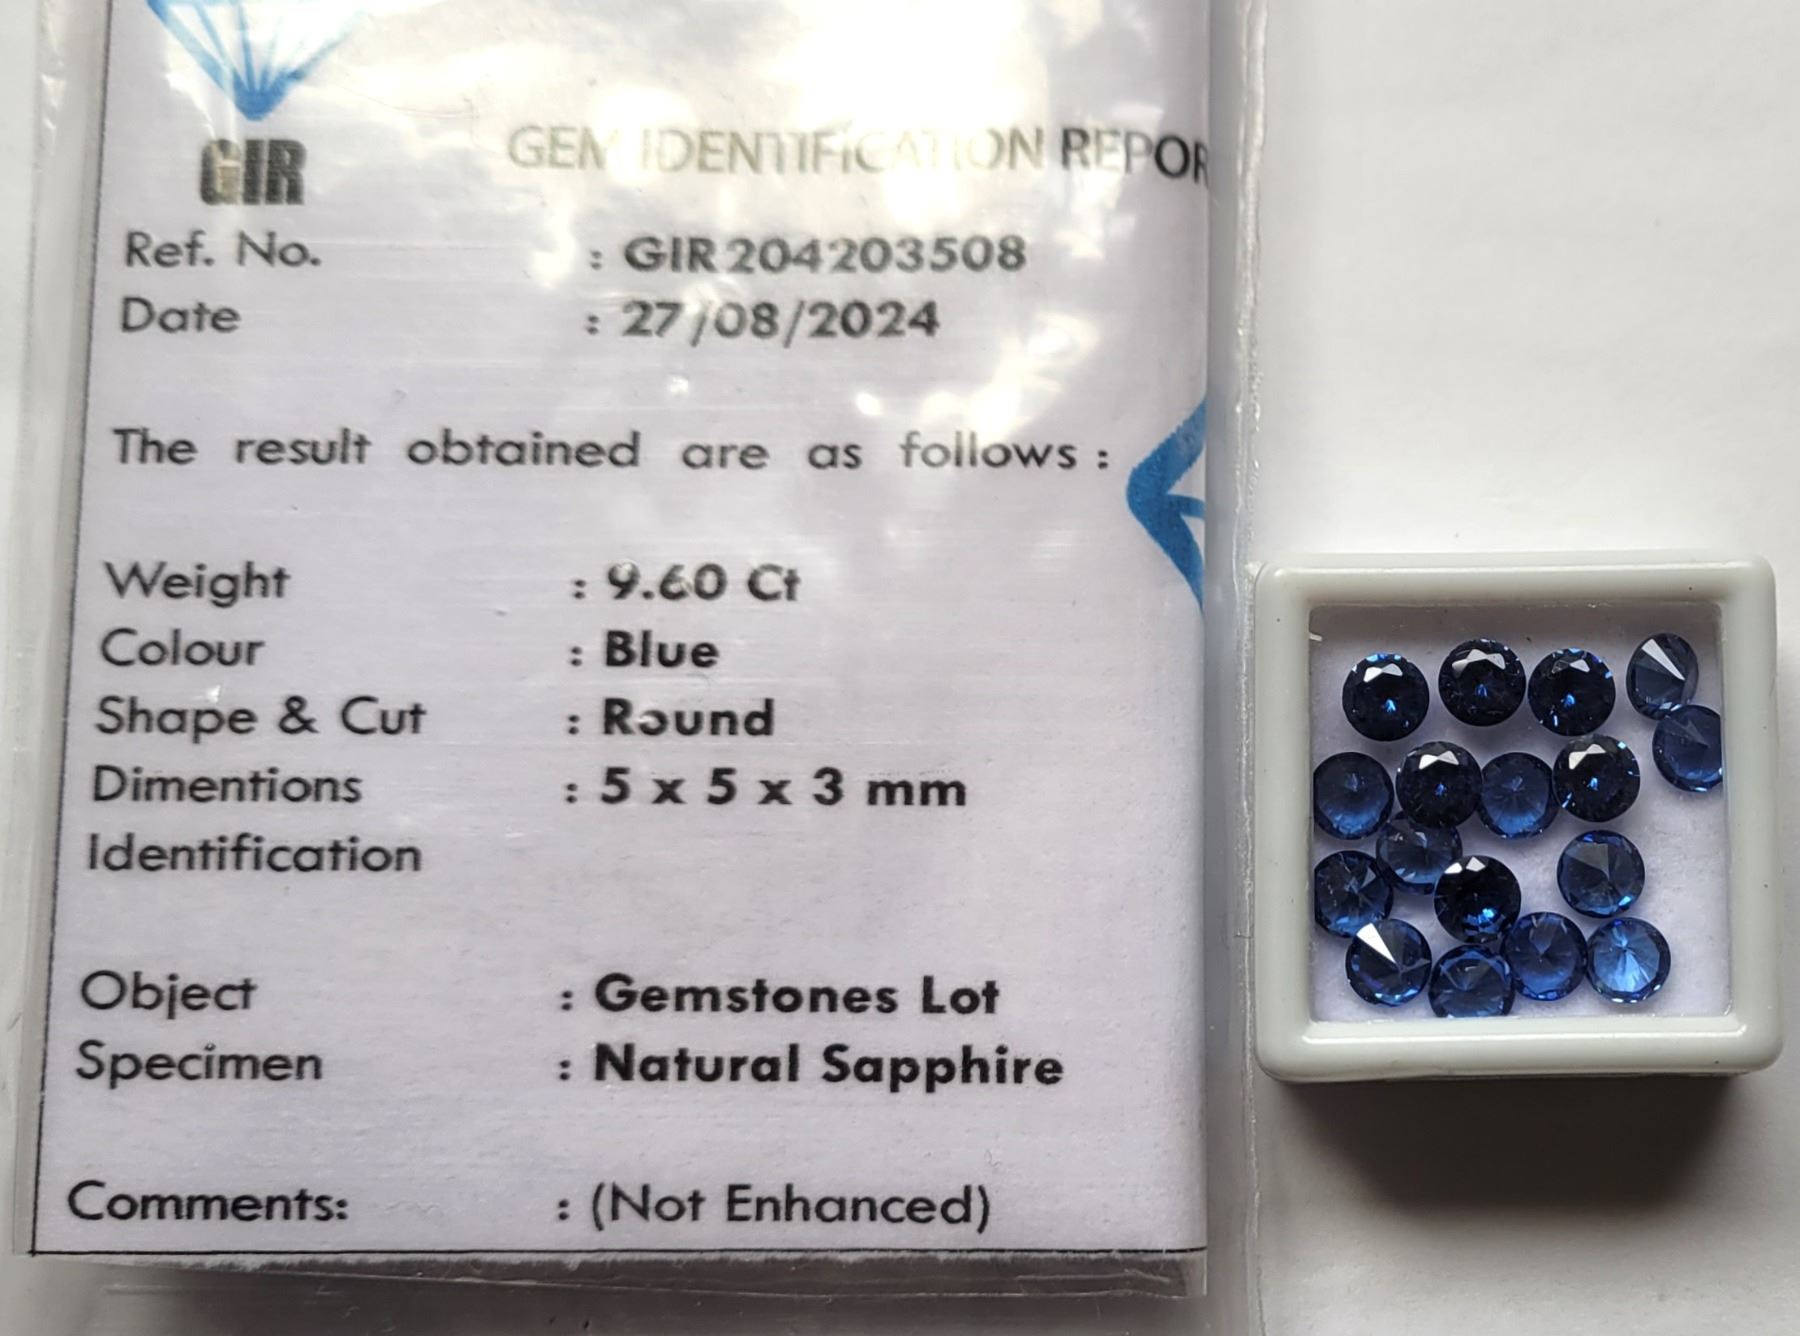 GIR
GEM IDENTIFICATION REPOR
Ref. No. : GIR204203508
Date : 27/08/2024
The result obtained are as follows :
Weight : 9.60 Ct
Colour : Blue
Shape & Cut : Round
Dimentions : 5 x 5 x 3 mm
Identification
Object : Gemstones Lot
Specimen : Natural Sapphire
Comments: : (Not Enhanced)